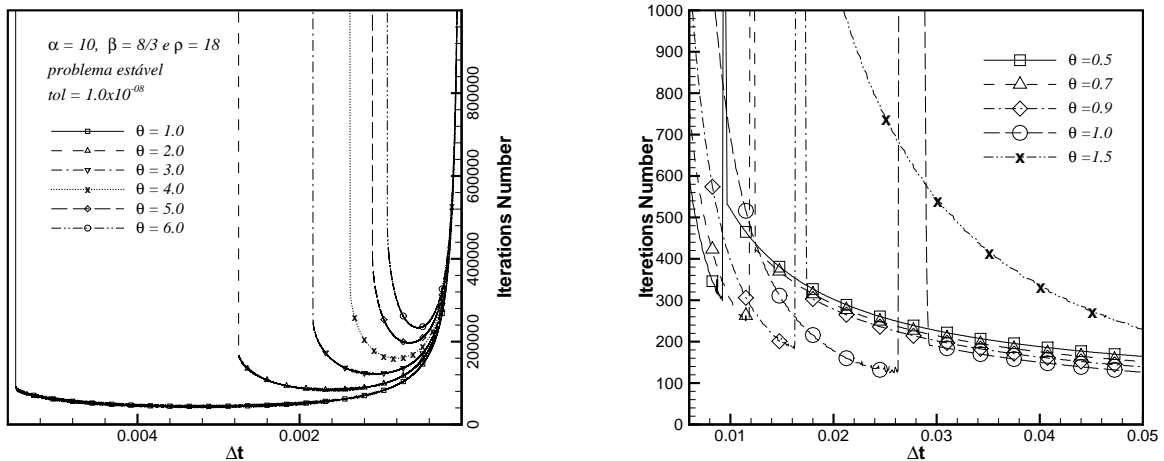 α = 10, β = 8/3 e ρ = 18
problema estável
tol = 1.0x10⁻⁰⁸
θ = 1.0
θ = 2.0
θ = 3.0
θ = 4.0
θ = 5.0
θ = 6.0
0.004
0.002
Δt
0
200000
400000
600000
800000
Iterations Number
1000
900
800
700
600
500
400
300
200
100
0
Iteretions Number
θ =0.5
θ =0.7
θ =0.9
θ =1.0
θ =1.5
0.01
0.02
0.03
0.04
0.05
Δt